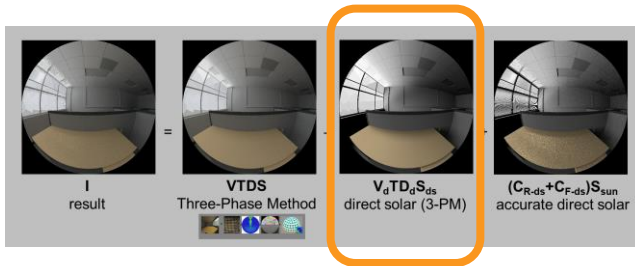 I = VTDS - V_dTD_dS_ds + (C_R-ds+C_F-ds)S_sun
result Three-Phase Method direct solar (3-PM) accurate direct solar